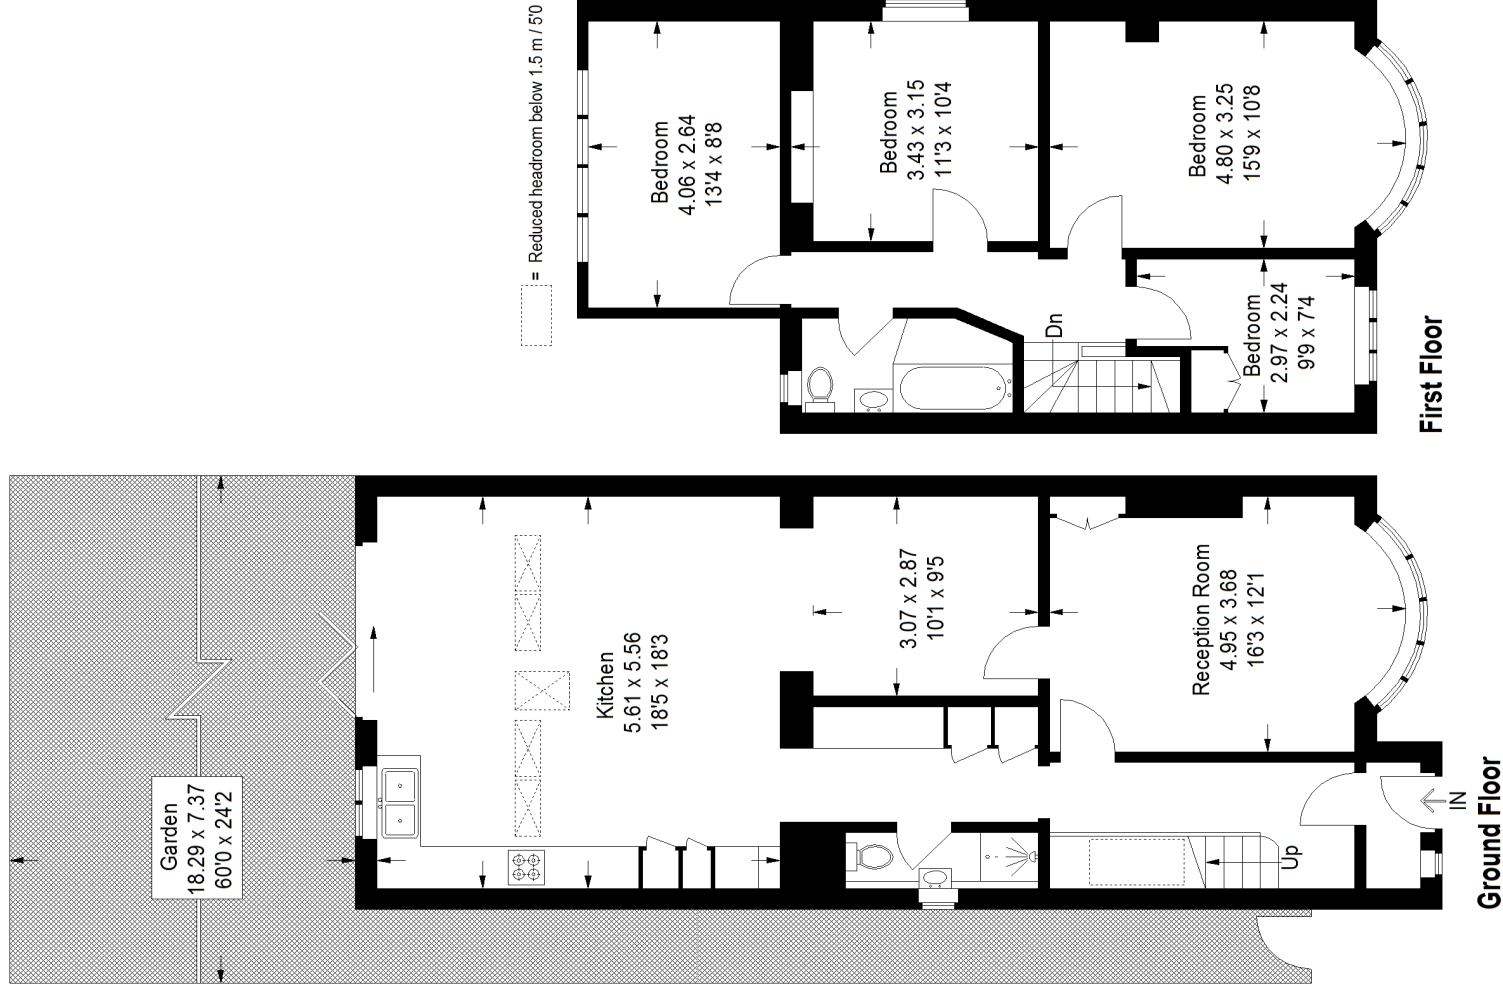 = Reduced headroom below 1.5 m / 5'0
Bedroom
4.06 x 2.64
13'4 x 8'8
Bedroom
3.43 x 3.15
11'3 x 10'4
Bedroom
4.80 x 3.25
15'9 x 10'8
Bedroom
2.97 x 2.24
9'9 x 7'4
Dn
First Floor
Garden
18.29 x 7.37
60'0 x 24'2
Kitchen
5.61 x 5.56
18'5 x 18'3
3.07 x 2.87
10'1 x 9'5
Reception Room
4.95 x 3.68
16'3 x 12'1
Up
IN
Ground Floor